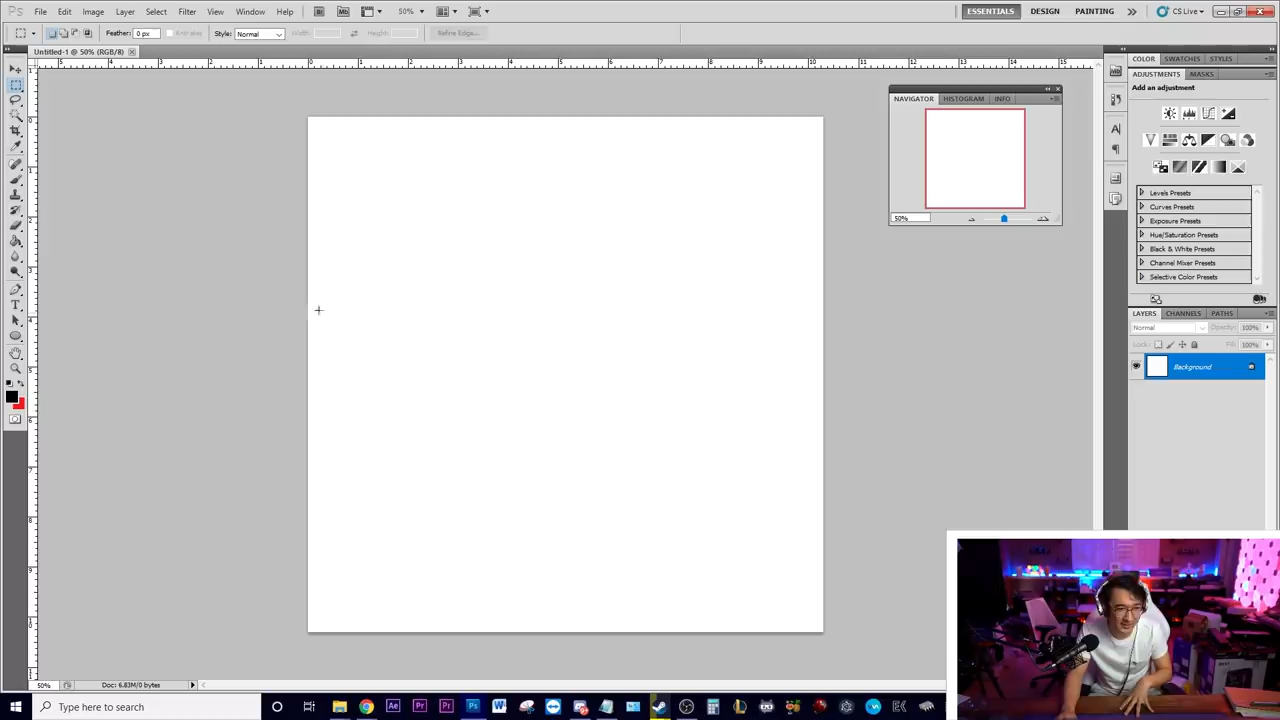 Ps File Edit Image Layer Select Filter View Window Help Br Mb 50% ESSENTIALS DESIGN PAINTING CS Live
Feather: 0 px Anti-alias Style: Normal Width: Height: Refine Edge...
Untitled-1 @ 50% (RGB/8)
COLOR SWATCHES STYLES
ADJUSTMENTS MASKS
Add an adjustment
NAVIGATOR HISTOGRAM INFO
50%
Levels Presets
Curves Presets
Exposure Presets
Hue/Saturation Presets
Black & White Presets
Channel Mixer Presets
Selective Color Presets
LAYERS CHANNELS PATHS
Normal Opacity: 100%
Lock: Fill: 100%
Background
50% Doc: 6.83M/0 bytes
Type here to search